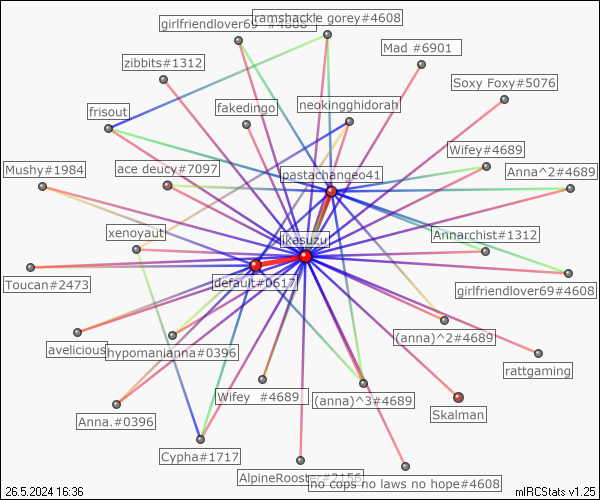 girlfriendlover69 #4608
ramshackle gorey#4608
Mad #6901
zibbits#1312
Soxy Foxy#5076
fakedingo
neokingghidorah
frisout
Wifey#4689
Mushy#1984
ace deucy#7097
pastachangeo41
Anna^2#4689
xenoyaut
ikasuzu
Annarchist#1312
Toucan#2473
default#0617
girlfriendlover69#4608
avelicious
hypomanianna#0396
(anna)^2#4689
rattgaming
Anna.#0396
Wifey #4689
(anna)^3#4689
Skalman
Cypha#1717
AlpineRooster#2156
no cops no laws no hope#4608
26.5.2024 16:36
mIRCStats v1.25